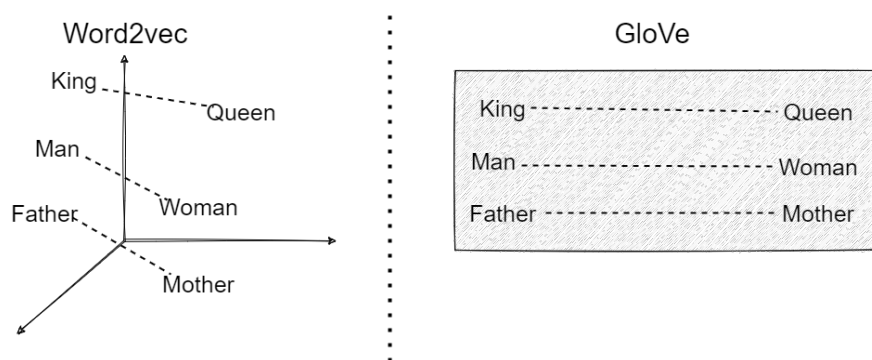 Word2vec
King
Queen
Man
Woman
Father
Mother
GloVe
King
Queen
Man
Woman
Father
Mother